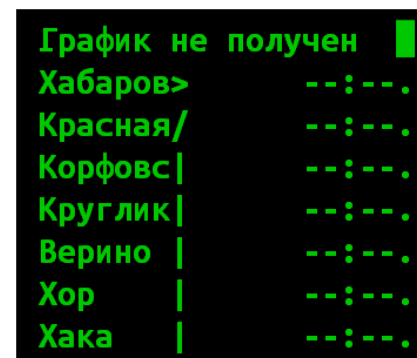 График не получен █
Хабаров> --:--.
Красная/ --:--.
Корфовс| --:--.
Круглик| --:--.
Верино | --:--.
Хор | --:--.
Хака | --:--.